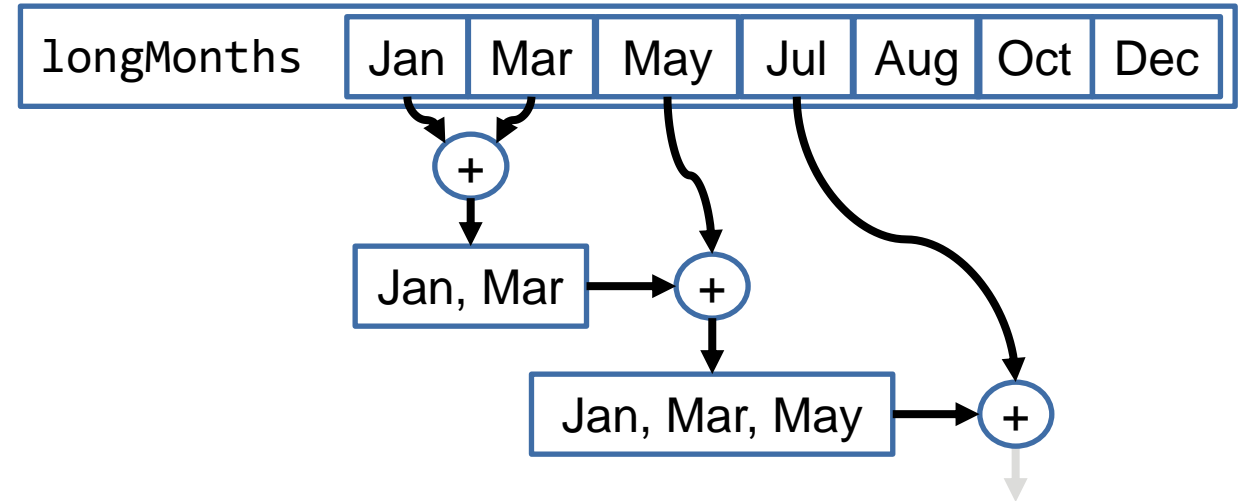 longMonths Jan Mar May Jul Aug Oct Dec
+
Jan, Mar +
Jan, Mar, May +